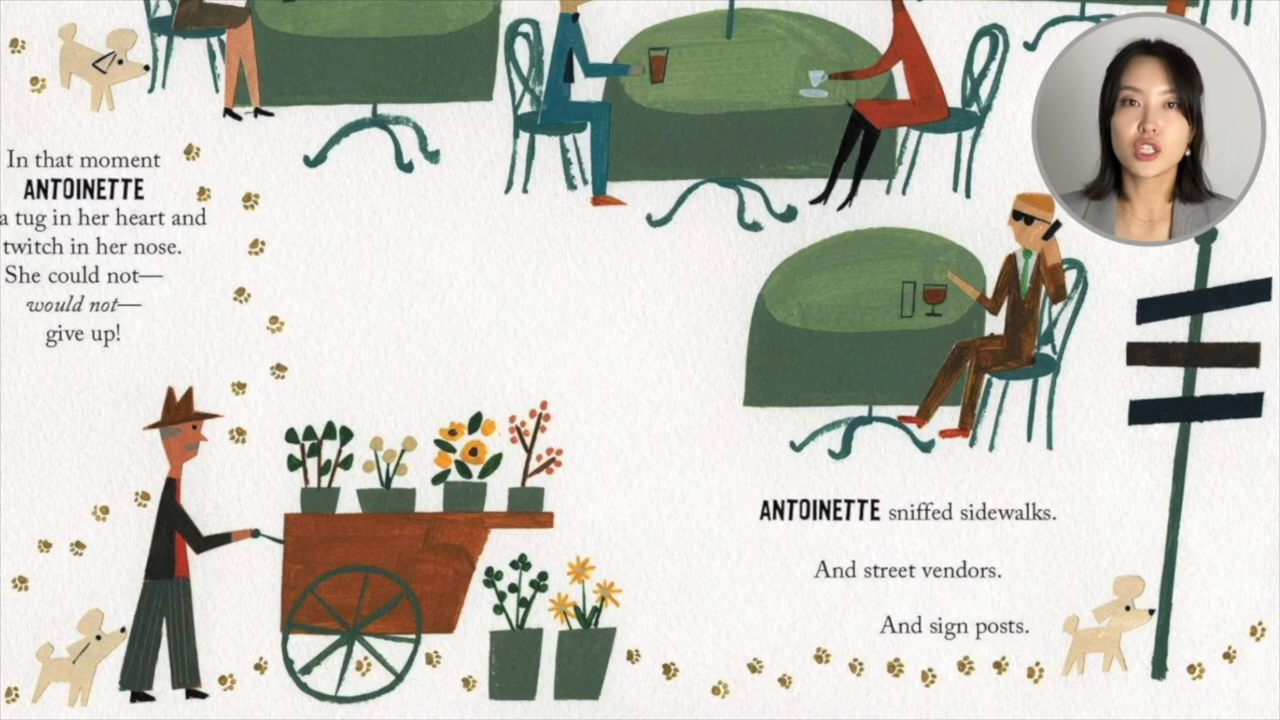 In that moment
ANTOINETTE
a tug in her heart and
twitch in her nose.
She could not—
would not—
give up!
ANTOINETTE sniffed sidewalks.
And street vendors.
And sign posts.